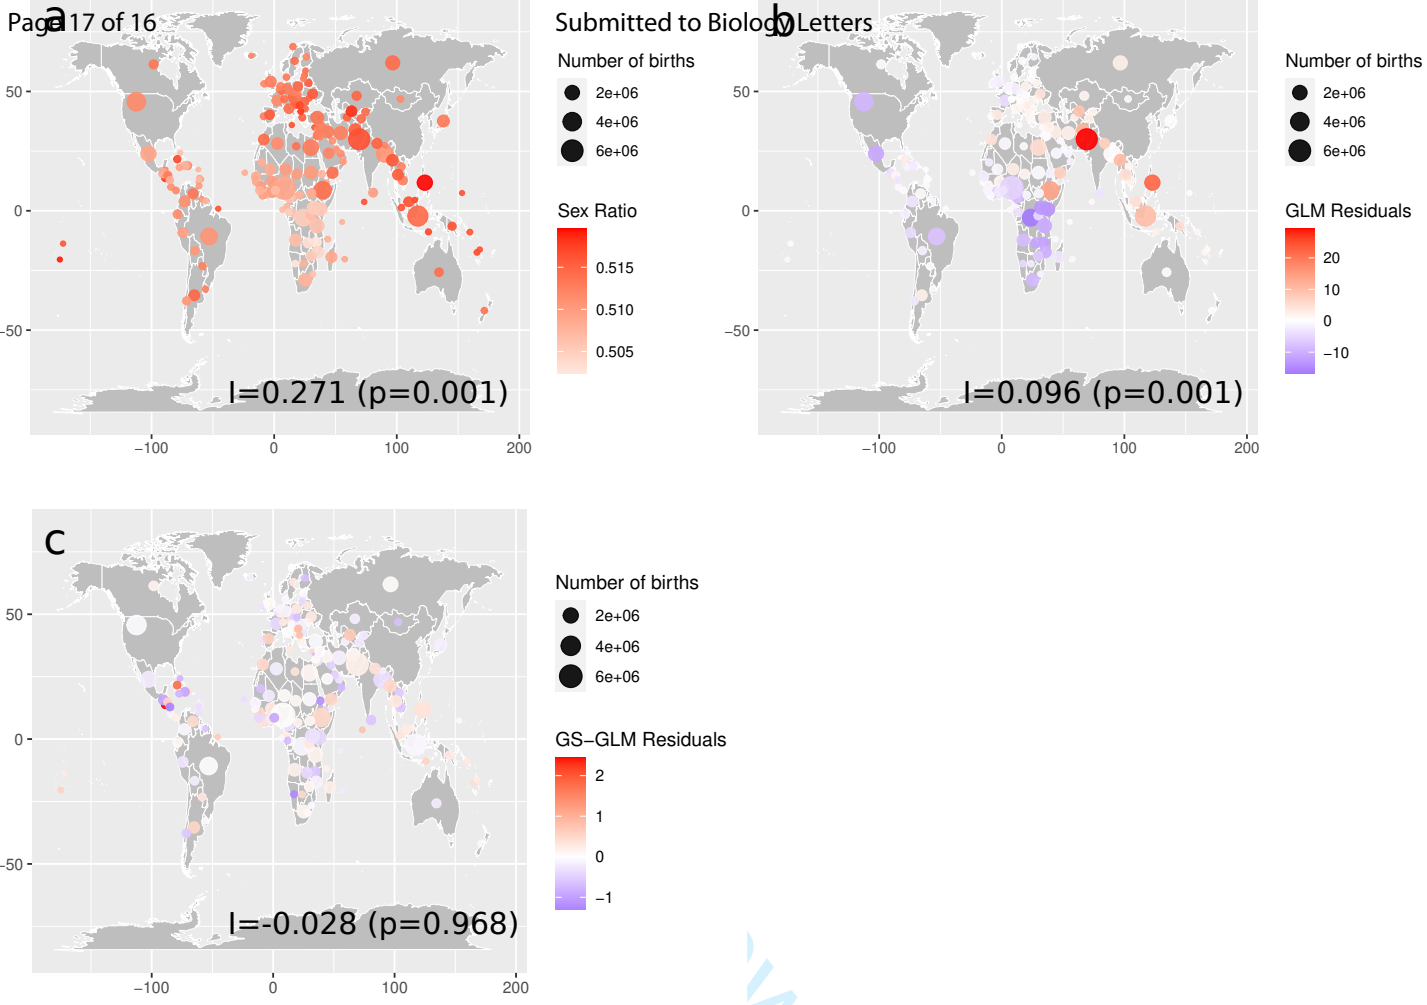 Page 17 of 16
Submitted to Biology Letters
a
Number of births
2e+06
4e+06
6e+06
Sex Ratio
0.515
0.510
0.505
50
0
−50
I=0.271 (p=0.001)
−100
0
100
200
b
Number of births
2e+06
4e+06
6e+06
GLM Residuals
20
10
0
−10
50
0
−50
I=0.096 (p=0.001)
−100
0
100
200
c
Number of births
2e+06
4e+06
6e+06
GS−GLM Residuals
2
1
0
−1
50
0
−50
I=-0.028 (p=0.968)
−100
0
100
200